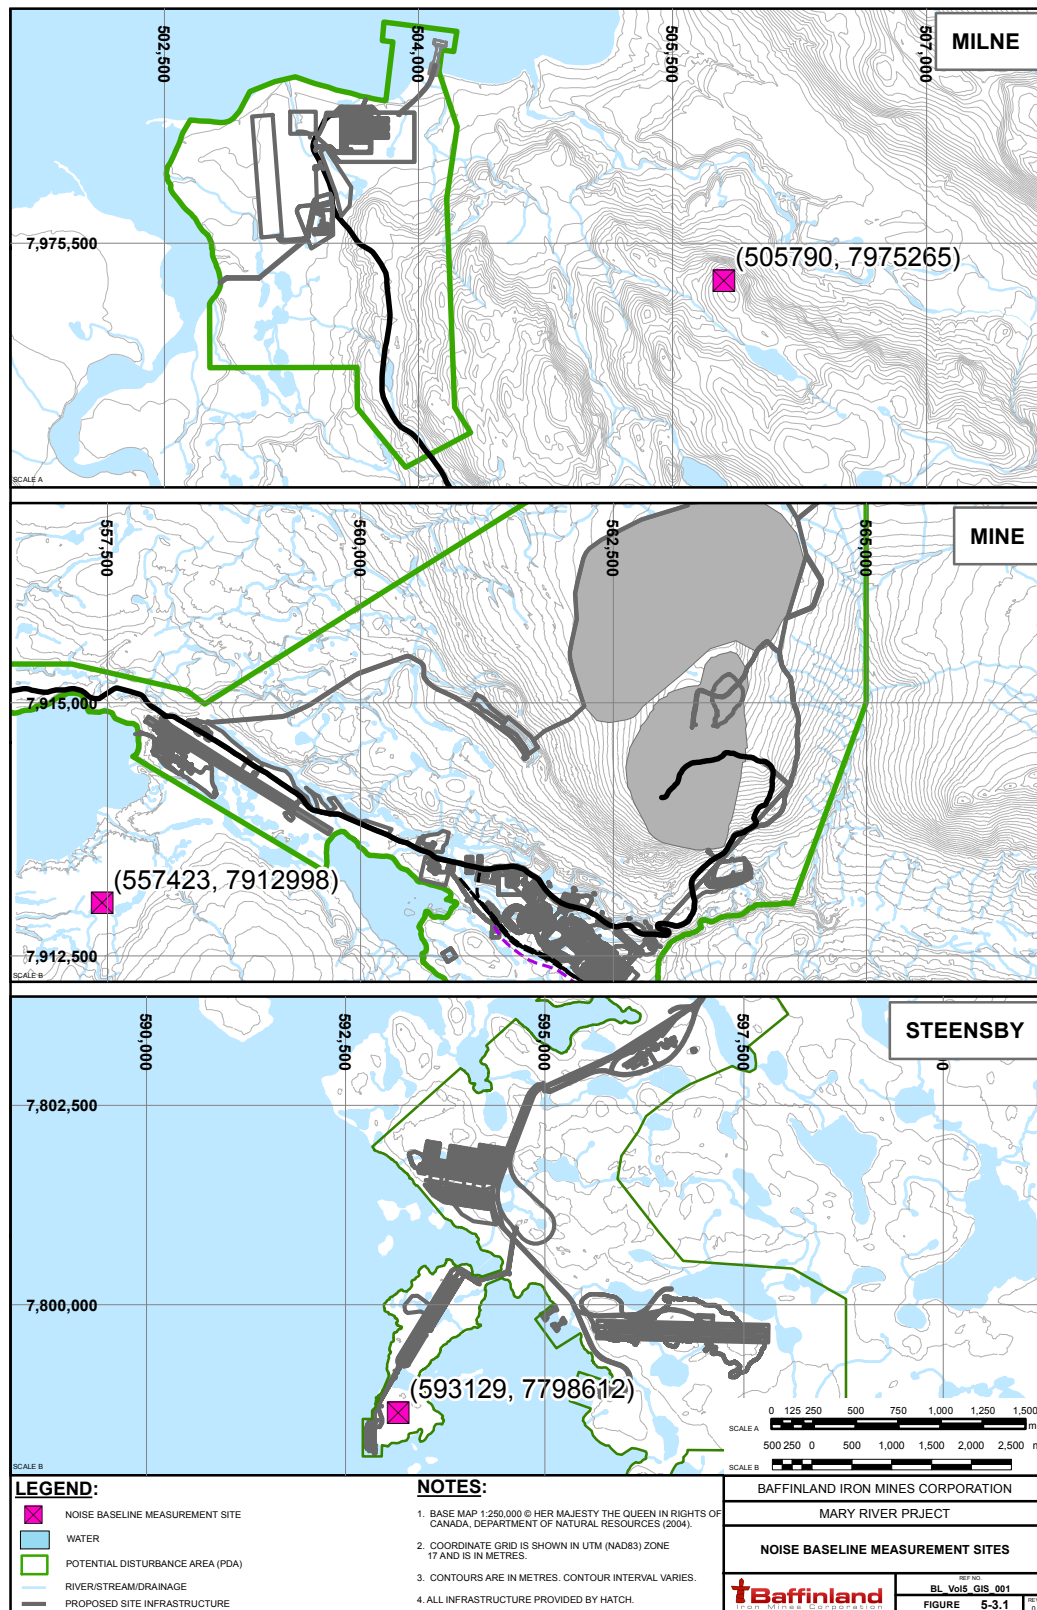 502,500
504,000
505,500
507,000
MILNE
7,975,500
(505790, 7975265)
SCALE A
557,500
560,000
562,500
565,000
MINE
7,915,000
(557423, 7912998)
7,912,500
SCALE B
590,000
592,500
595,000
597,500
0
STEENSBY
7,802,500
7,800,000
(593129, 7798612)
SCALE A
0 125 250 500 750 1,000 1,250 1,500
m
SCALE B
500 250 0 500 1,000 1,500 2,000 2,500
SCALE B
LEGEND:
NOISE BASELINE MEASUREMENT SITE
WATER
POTENTIAL DISTURBANCE AREA (PDA)
RIVER/STREAM/DRAINAGE
PROPOSED SITE INFRASTRUCTURE
NOTES:
1. BASE MAP 1:250,000 © HER MAJESTY THE QUEEN IN RIGHTS OF
CANADA, DEPARTMENT OF NATURAL RESOURCES (2004).
2. COORDINATE GRID IS SHOWN IN UTM (NAD83) ZONE
17 AND IS IN METRES.
3. CONTOURS ARE IN METRES. CONTOUR INTERVAL VARIES.
4. ALL INFRASTRUCTURE PROVIDED BY HATCH.
BAFFINLAND IRON MINES CORPORATION
MARY RIVER PRJECT
NOISE BASELINE MEASUREMENT SITES
Baffinland
Iron Mines Corporation
REF NO.
BL_Vol5_GIS_001
FIGURE 5-3.1